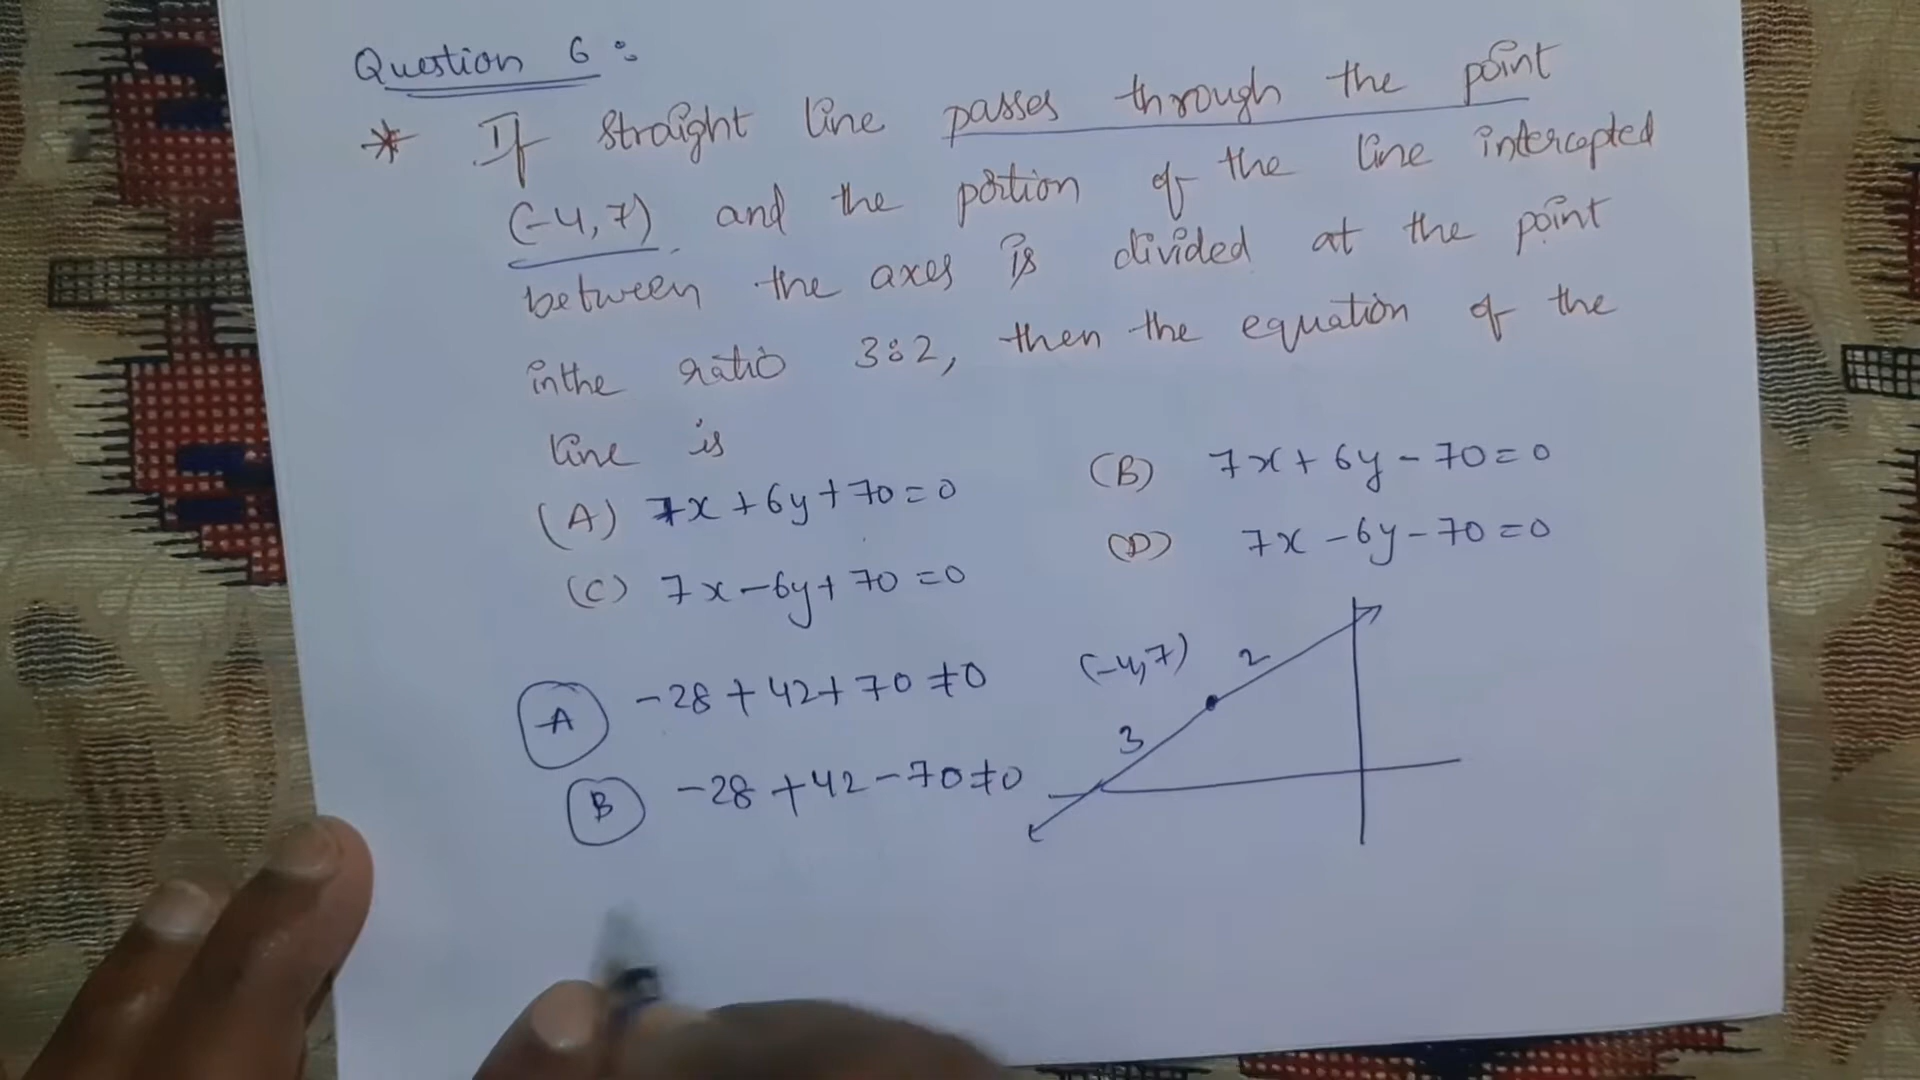 Question 6 :
* If straight line passes through the point
(-4,7) and the portion of the line intercepted
between the axes is divided at the point
in the ratio 3:2, then the equation of the
line is
(A) 7x+6y+70=0 (B) 7x+6y-70=0
(C) 7x-6y+70=0 (D) 7x-6y-70=0
A -28+42+70≠0 (-4,7) 2
3
B -28+42-70≠0